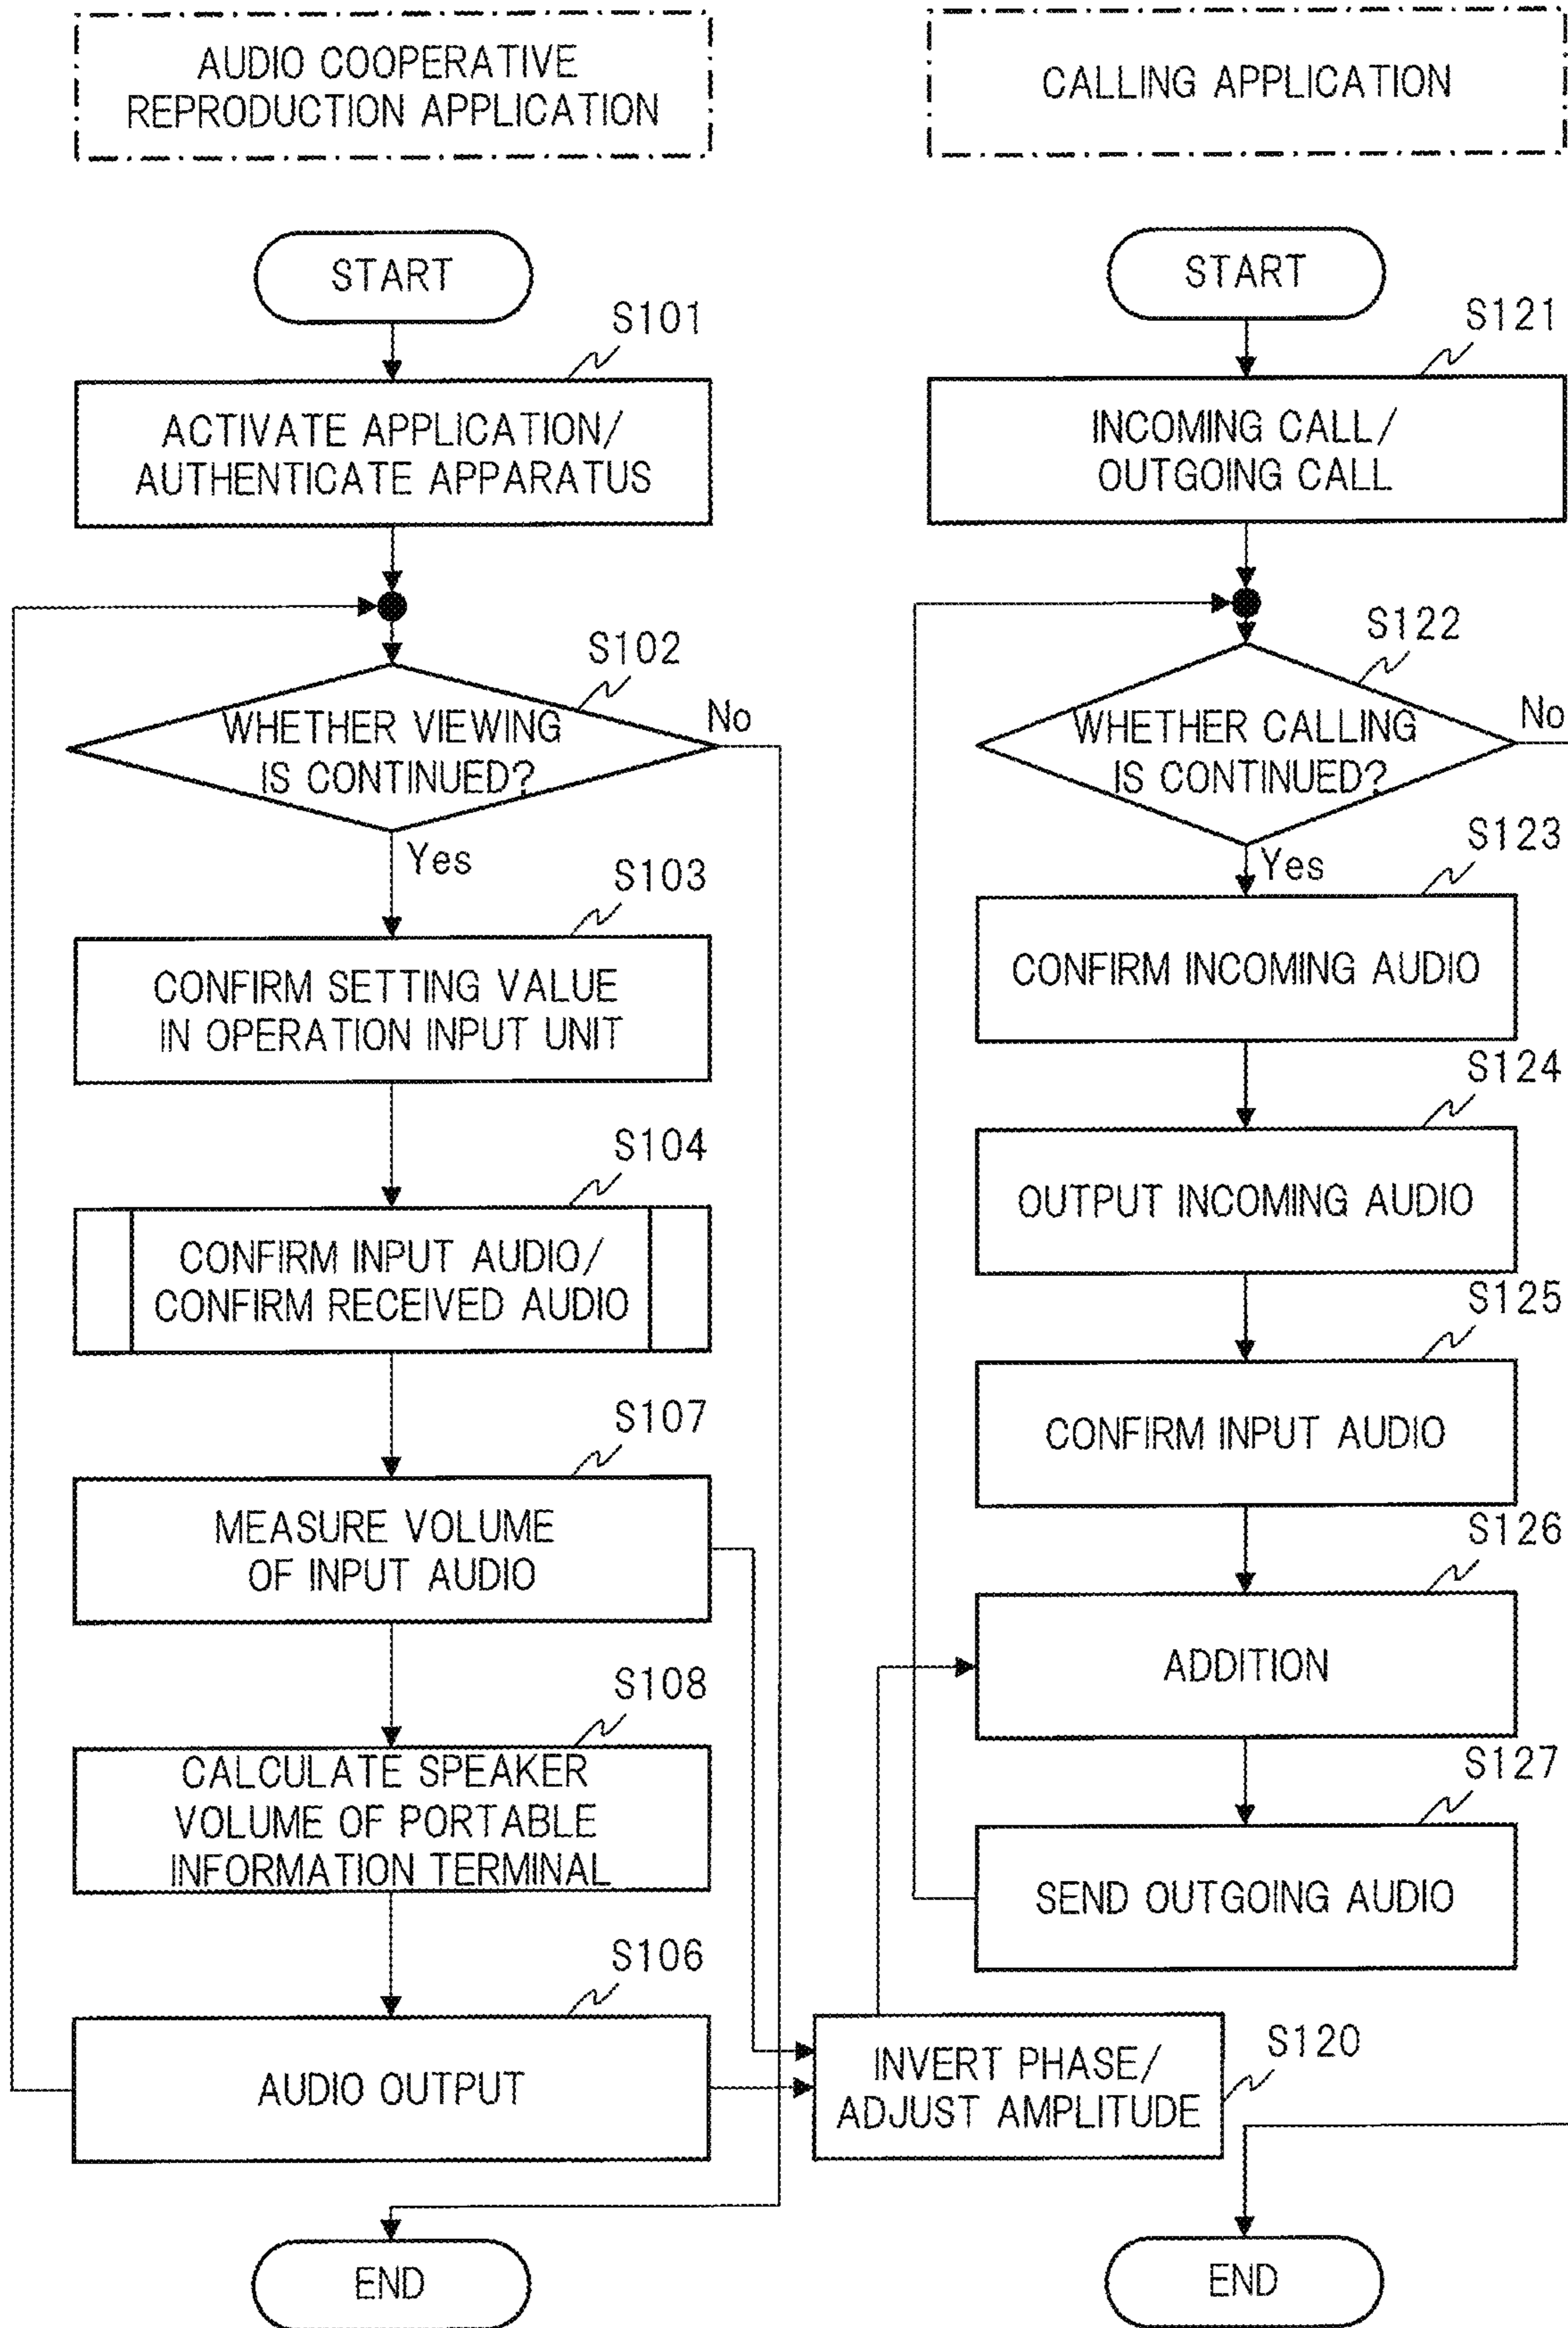 AUDIO COOPERATIVE
REPRODUCTION APPLICATION
START
S101
ACTIVATE APPLICATION/
AUTHENTICATE APPARATUS
S102
WHETHER VIEWING
IS CONTINUED?
No
Yes
S103
CONFIRM SETTING VALUE
IN OPERATION INPUT UNIT
S104
CONFIRM INPUT AUDIO/
CONFIRM RECEIVED AUDIO
S107
MEASURE VOLUME
OF INPUT AUDIO
S108
CALCULATE SPEAKER
VOLUME OF PORTABLE
INFORMATION TERMINAL
S106
AUDIO OUTPUT
END
CALLING APPLICATION
START
S121
INCOMING CALL/
OUTGOING CALL
S122
WHETHER CALLING
IS CONTINUED?
No
Yes
S123
CONFIRM INCOMING AUDIO
S124
OUTPUT INCOMING AUDIO
S125
CONFIRM INPUT AUDIO
S126
ADDITION
S127
SEND OUTGOING AUDIO
S120
INVERT PHASE/
ADJUST AMPLITUDE
END